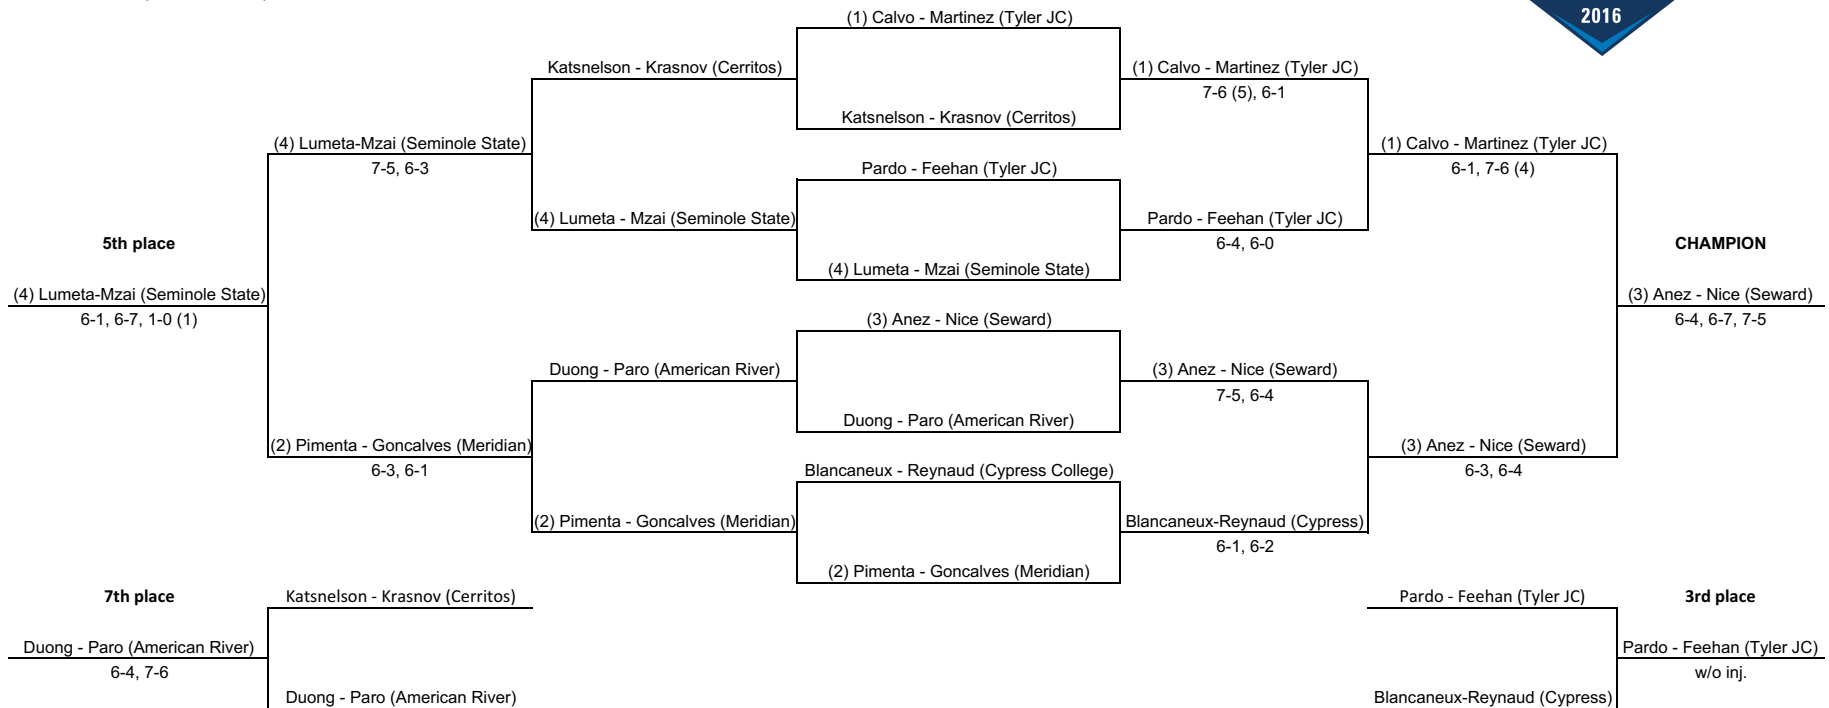 2016
(1) Calvo - Martinez (Tyler JC)
Katsnelson - Krasnov (Cerritos)
(1) Calvo - Martinez (Tyler JC)
7-6 (5), 6-1
Katsnelson - Krasnov (Cerritos)
(4) Lumeta-Mzai (Seminole State)
7-5, 6-3
(1) Calvo - Martinez (Tyler JC)
6-1, 7-6 (4)
Pardo - Feehan (Tyler JC)
(4) Lumeta - Mzai (Seminole State)
Pardo - Feehan (Tyler JC)
6-4, 6-0
5th place
CHAMPION
(4) Lumeta - Mzai (Seminole State)
(4) Lumeta-Mzai (Seminole State)
6-1, 6-7, 1-0 (1)
(3) Anez - Nice (Seward)
6-4, 6-7, 7-5
(3) Anez - Nice (Seward)
Duong - Paro (American River)
(3) Anez - Nice (Seward)
7-5, 6-4
Duong - Paro (American River)
(2) Pimenta - Goncalves (Meridian)
6-3, 6-1
(3) Anez - Nice (Seward)
6-3, 6-4
Blancaneux - Reynaud (Cypress College)
(2) Pimenta - Goncalves (Meridian)
Blancaneux-Reynaud (Cypress)
6-1, 6-2
(2) Pimenta - Goncalves (Meridian)
7th place
Katsnelson - Krasnov (Cerritos)
Pardo - Feehan (Tyler JC)
3rd place
Duong - Paro (American River)
6-4, 7-6
Pardo - Feehan (Tyler JC)
w/o inj.
Duong - Paro (American River)
Blancaneux-Reynaud (Cypress)